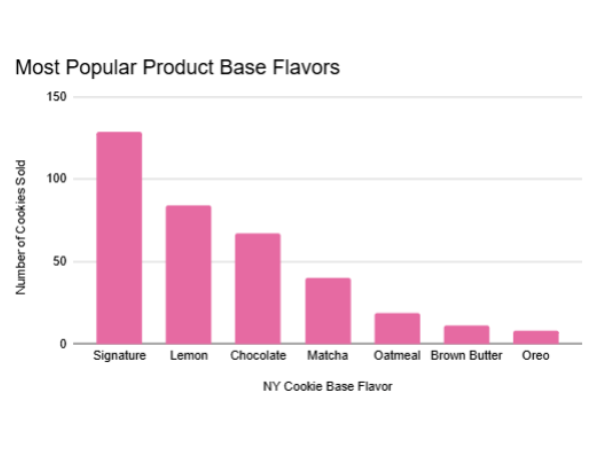 Most Popular Product Base Flavors
150
100
50
0
Number of Cookies Sold
Signature Lemon Chocolate Matcha Oatmeal Brown Butter Oreo
NY Cookie Base Flavor